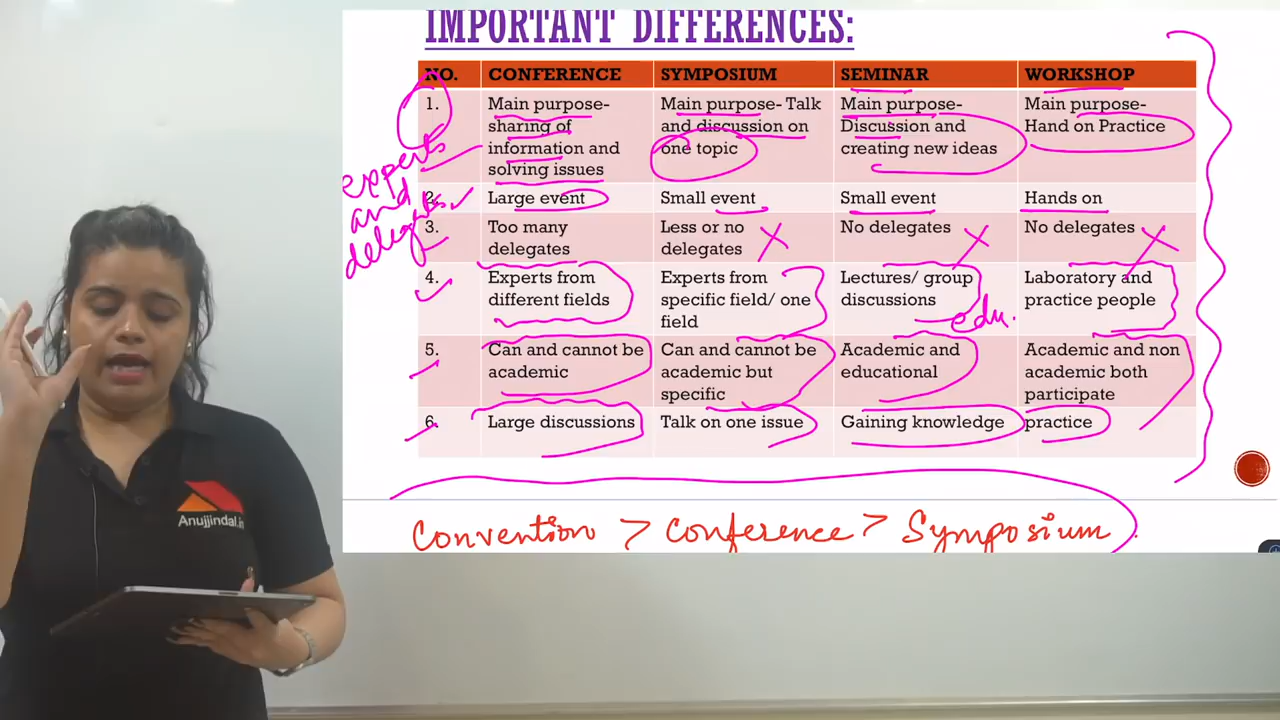 IMPORTANT DIFFERENCES:
NO. CONFERENCE SYMPOSIUM SEMINAR WORKSHOP
1. Main purpose- sharing of information and solving issues Main purpose- Talk and discussion on one topic Main purpose- Discussion and creating new ideas Main purpose- Hand on Practice
2. Large event Small event Small event Hands on
3. Too many delegates Less or no delegates No delegates No delegates
4. Experts from different fields Experts from specific field/ one field Lectures/ group discussions Laboratory and practice people
5. Can and cannot be academic Can and cannot be academic but specific Academic and educational Academic and non academic both participate
6. Large discussions Talk on one issue Gaining knowledge practice
experts
and
delegates
edu.
Convention > Conference > Symposium
Anujjindal.in